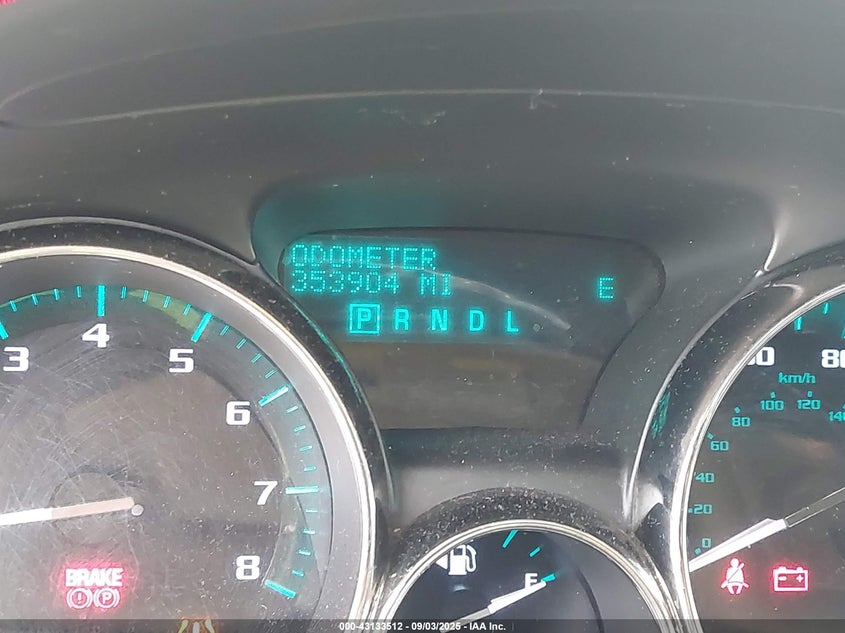 ODOMETER
353904 MI
E
P R N D L
3 4 5 6 7 8
BRAKE
P
80
km/h
0 20 40 60 80 100 120
000-43133512 - 09/03/2025 - IAA Inc.